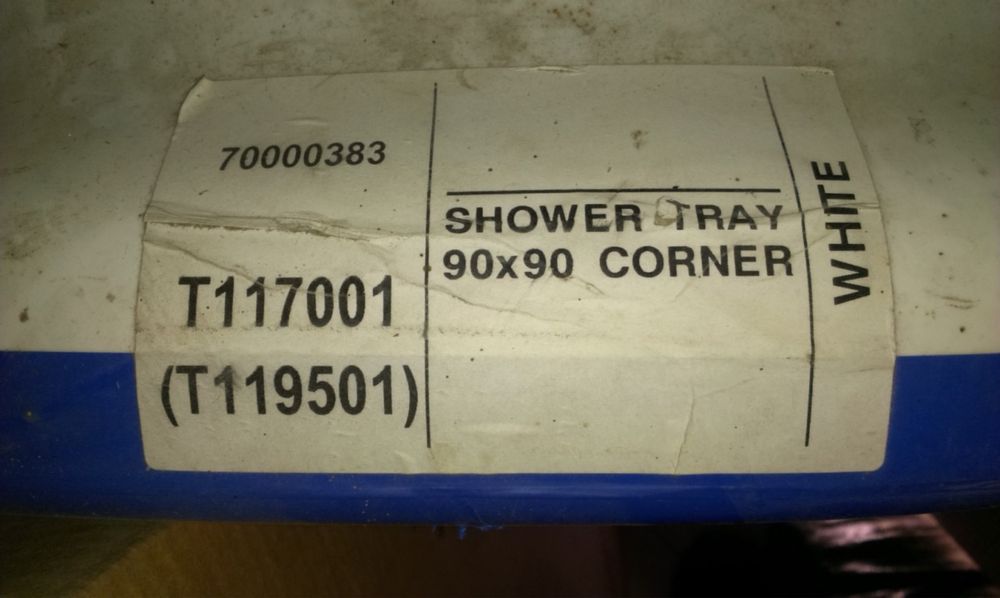 70000383
T117001
(T119501)
SHOWER TRAY
90x90 CORNER
WHITE